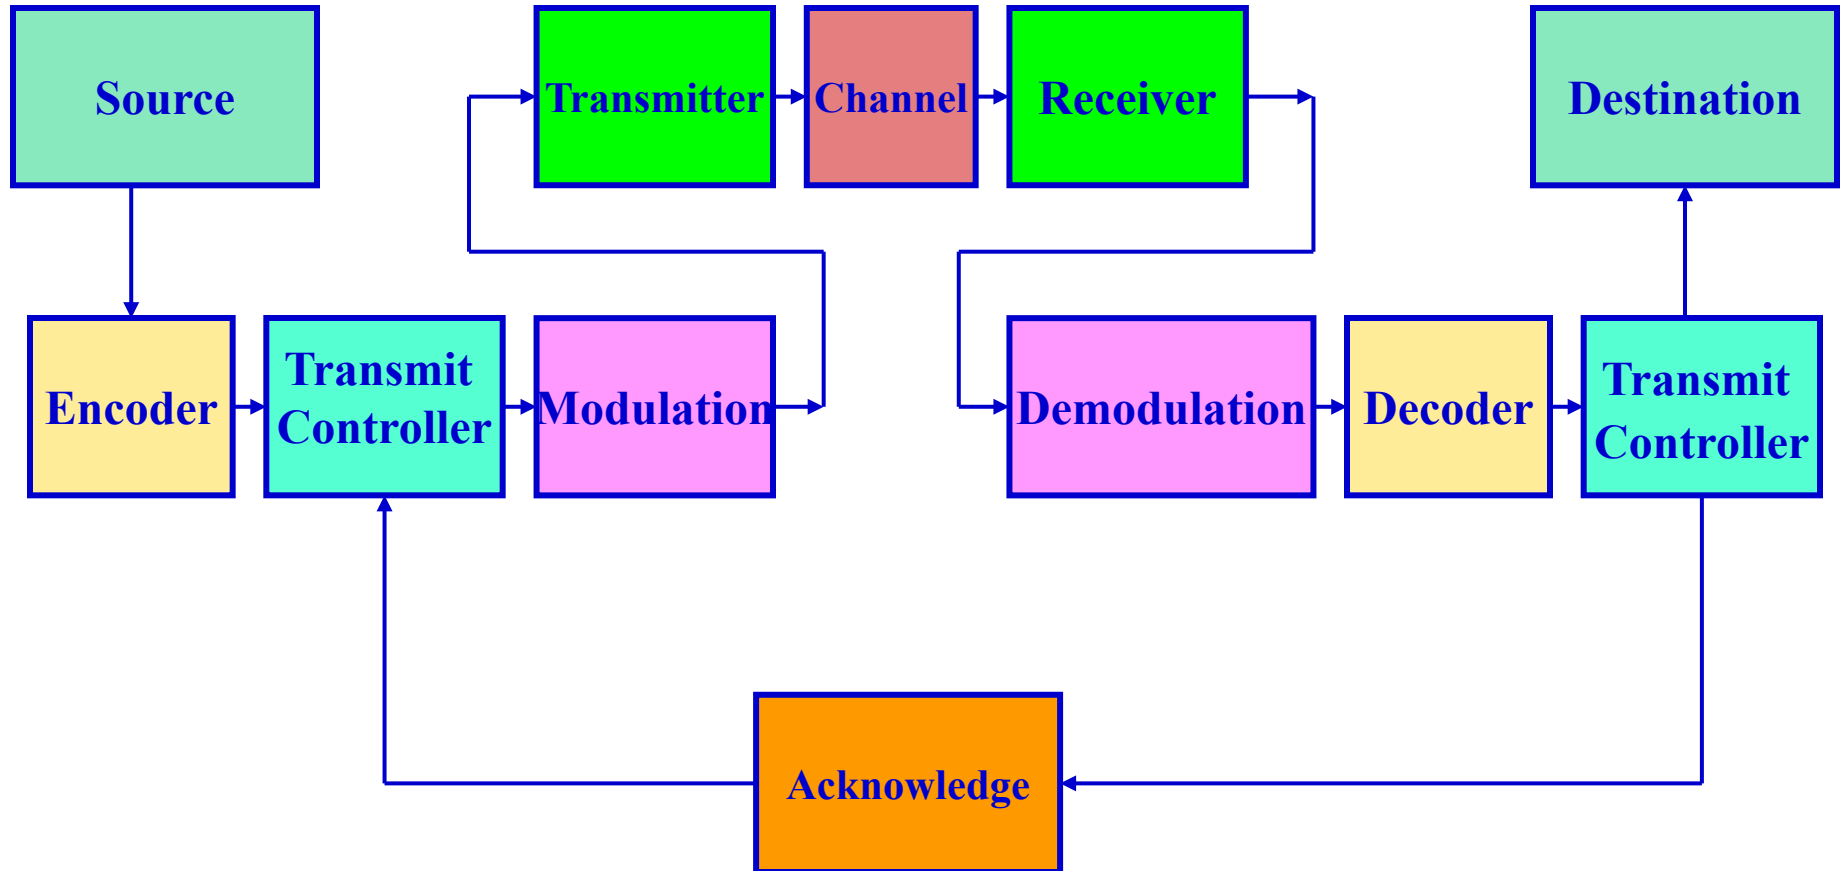 Source
Transmitter
Channel
Receiver
Destination
Encoder
Transmit
Controller
Modulation
Demodulation
Decoder
Transmit
Controller
Acknowledge